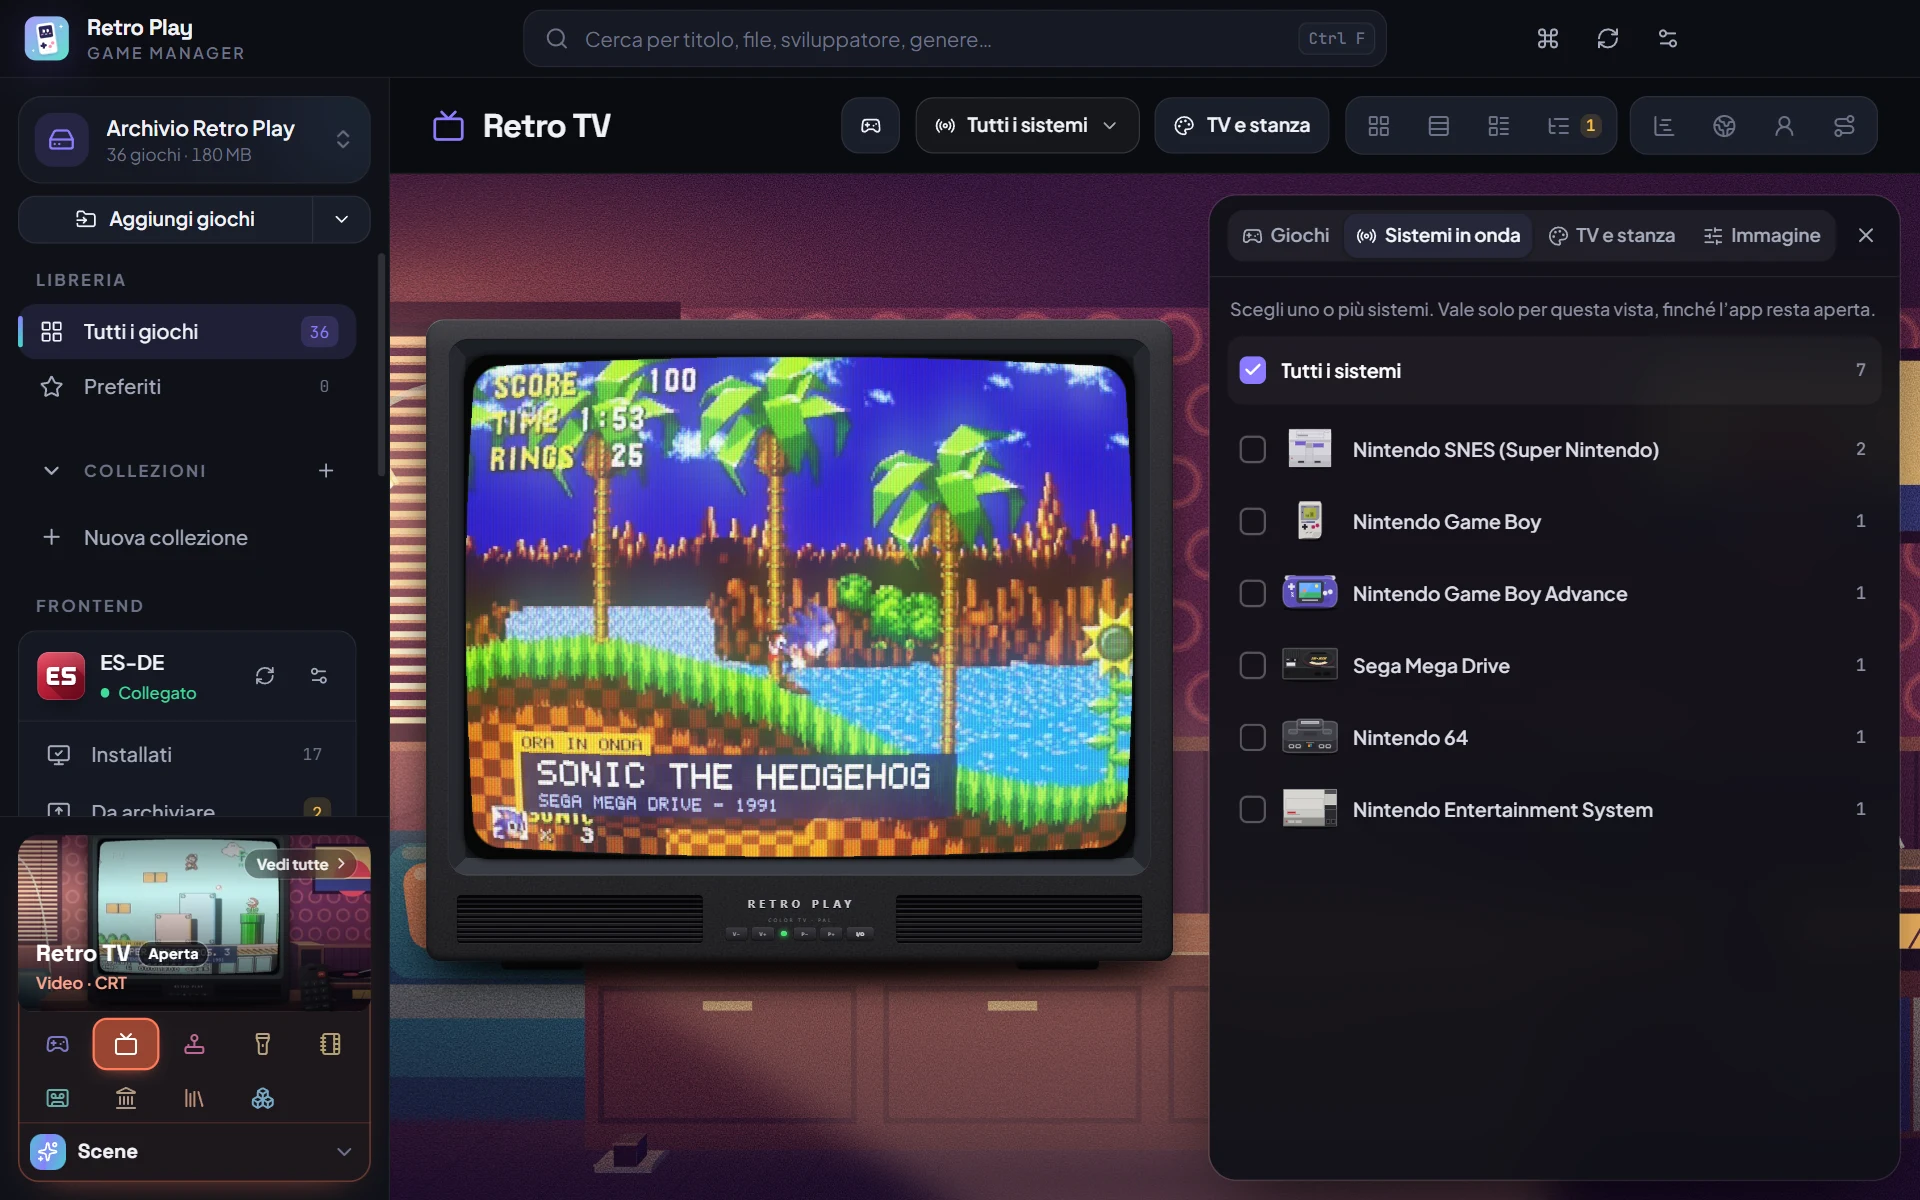 Retro Play
GAME MANAGER
Cerca per titolo, file, sviluppatore, genere...
Ctrl F
Archivio Retro Play
36 giochi · 180 MB
Aggiungi giochi
LIBRERIA
Tutti i giochi
36
Preferiti
0
COLLEZIONI
Nuova collezione
FRONTEND
ES
ES-DE
Collegato
Installati
17
Da archiviare
2
Vedi tutte
Retro TV
Aperta
Video · CRT
Scene
Retro TV
Tutti i sistemi
TV e stanza
1
SCORE 100
TIME 1:53
RINGS 25
ORA IN ONDA
SONIC THE HEDGEHOG
SEGA MEGA DRIVE – 1991
SONIC
× 3
RETRO PLAY
COLOR TV · PAL
V-
V+
P-
P+
I/O
Giochi
Sistemi in onda
TV e stanza
Immagine
Scegli uno o più sistemi. Vale solo per questa vista, finché l'app resta aperta.
Tutti i sistemi
7
Nintendo SNES (Super Nintendo)
2
Nintendo Game Boy
1
Nintendo Game Boy Advance
1
Sega Mega Drive
1
Nintendo 64
1
Nintendo Entertainment System
1